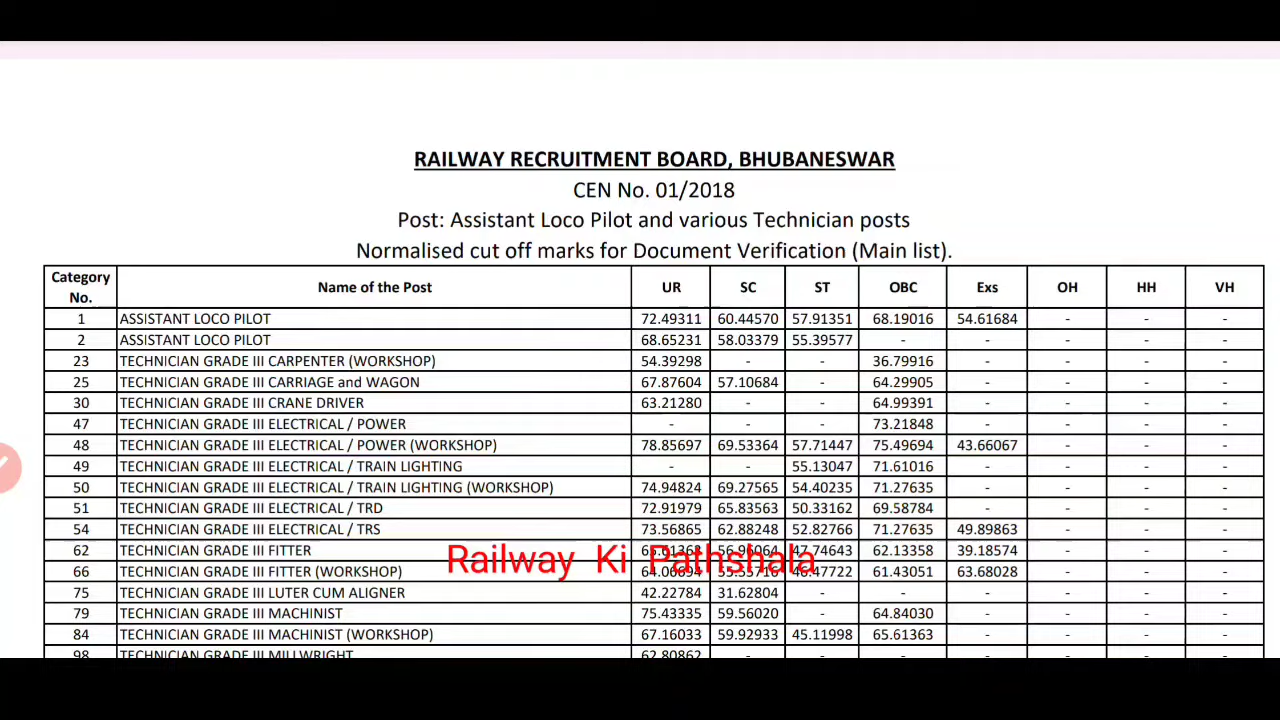 RAILWAY RECRUITMENT BOARD, BHUBANESWAR
CEN No. 01/2018
Post: Assistant Loco Pilot and various Technician posts
Normalised cut off marks for Document Verification (Main list).
Category No. Name of the Post UR SC ST OBC Exs OH HH VH
1 ASSISTANT LOCO PILOT 72.49311 60.44570 57.91351 68.19016 54.61684 - - -
2 ASSISTANT LOCO PILOT 68.65231 58.03379 55.39577 - - - - -
23 TECHNICIAN GRADE III CARPENTER (WORKSHOP) 54.39298 - - 36.79916 - - - -
25 TECHNICIAN GRADE III CARRIAGE and WAGON 67.87604 57.10684 - 64.29905 - - - -
30 TECHNICIAN GRADE III CRANE DRIVER 63.21280 - - 64.99391 - - - -
47 TECHNICIAN GRADE III ELECTRICAL / POWER - - - 73.21848 - - - -
48 TECHNICIAN GRADE III ELECTRICAL / POWER (WORKSHOP) 78.85697 69.53364 57.71447 75.49694 43.66067 - - -
49 TECHNICIAN GRADE III ELECTRICAL / TRAIN LIGHTING - - 55.13047 71.61016 - - - -
50 TECHNICIAN GRADE III ELECTRICAL / TRAIN LIGHTING (WORKSHOP) 74.94824 69.27565 54.40235 71.27635 - - - -
51 TECHNICIAN GRADE III ELECTRICAL / TRD 72.91979 65.83563 50.33162 69.58784 - - - -
54 TECHNICIAN GRADE III ELECTRICAL / TRS 73.56865 62.88248 52.82766 71.27635 49.89863 - - -
62 TECHNICIAN GRADE III FITTER 62.13358 39.18574 - - -
Railway Ki Pathshala
66 TECHNICIAN GRADE III FITTER (WORKSHOP) 61.43051 63.68028 - - -
75 TECHNICIAN GRADE III LUTER CUM ALIGNER 42.22784 31.62804 - - - - - -
79 TECHNICIAN GRADE III MACHINIST 75.43335 59.56020 - 64.84030 - - - -
84 TECHNICIAN GRADE III MACHINIST (WORKSHOP) 67.16033 59.92933 45.11998 65.61363 - - - -
98 TECHNICIAN GRADE III MILLWRIGHT 62.80862 - - - - - - -